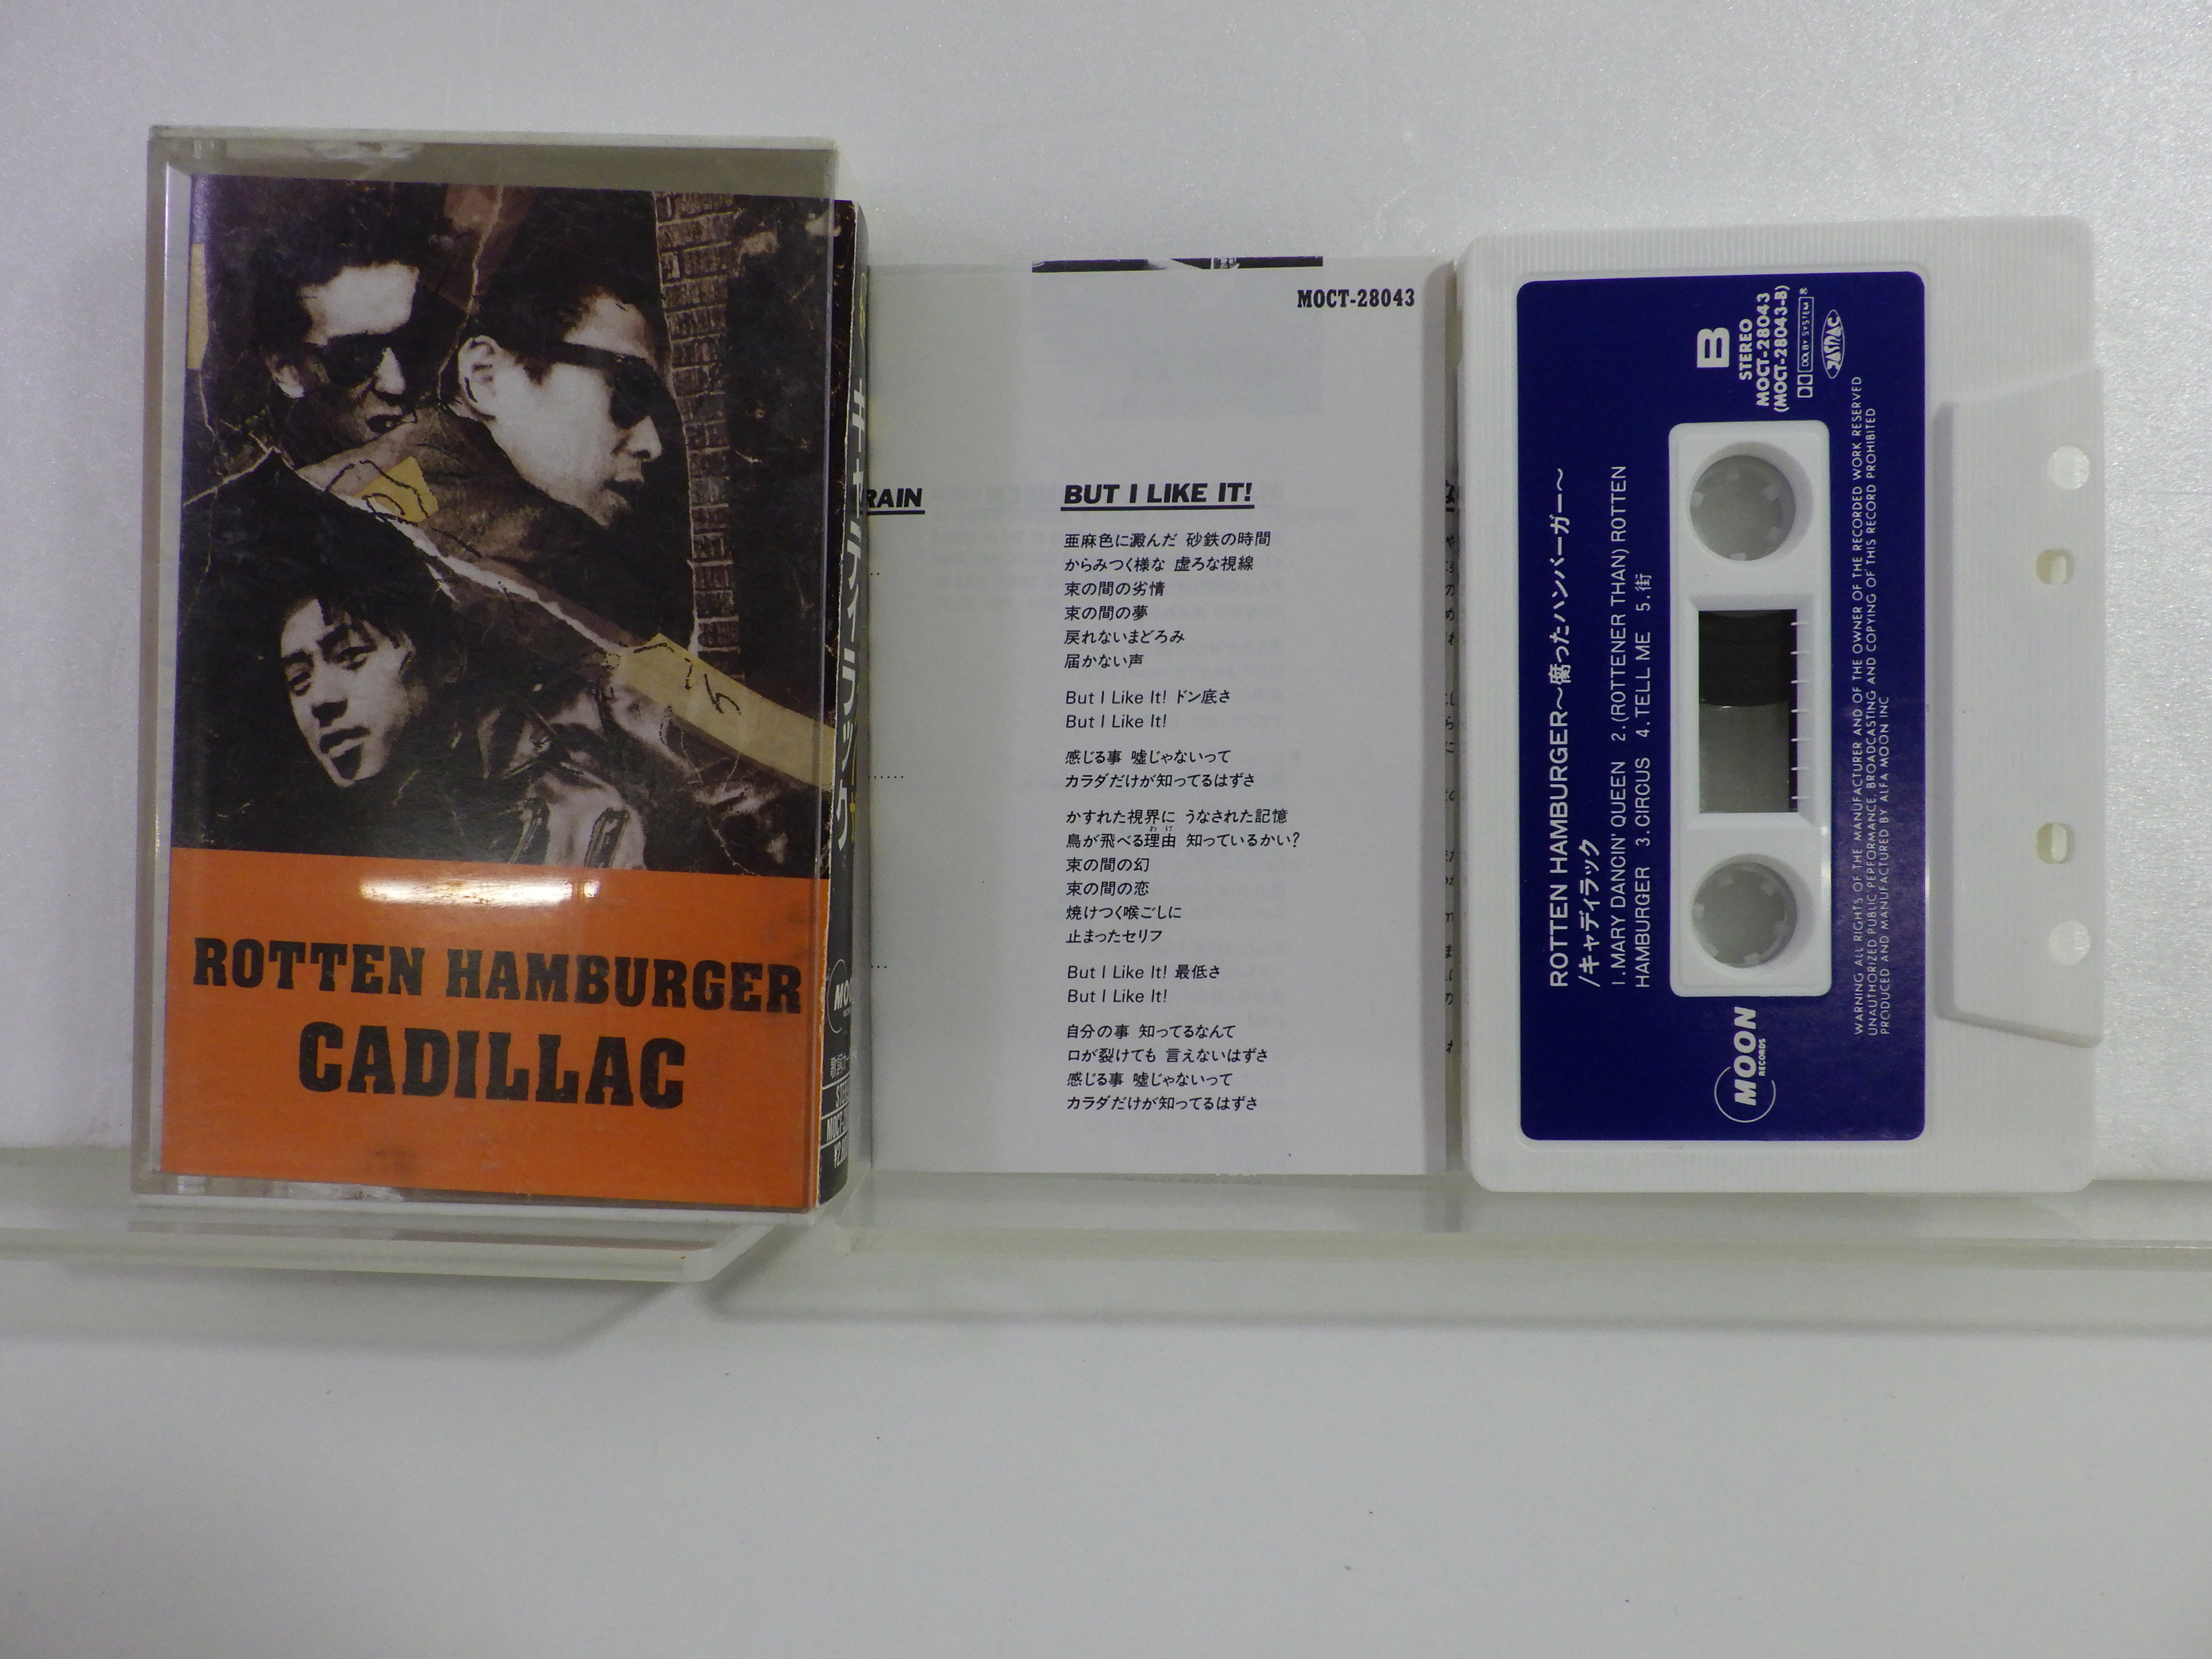 ROTTEN HAMBURGER
CADILLAC
キャディラック
MOCT-28043
RAIN
BUT I LIKE IT!
亜麻色に澱んだ 砂鉄の時間
からみつく様な 虚ろな視線
束の間の劣情
束の間の夢
戻れないまどろみ
届かない声
But I Like It! ドン底さ
But I Like It!
感じる事 嘘じゃないって
カラダだけが知ってるはずさ
かすれた視界に うなされた記憶
わけ
鳥が飛べる理由 知っているかい?
束の間の幻
束の間の恋
焼けつく喉ごしに
止まったセリフ
But I Like It! 最低さ
But I Like It!
自分の事 知ってるなんて
口が裂けても 言えないはずさ
感じる事 嘘じゃないって
カラダだけが知ってるはずさ
ROTTEN HAMBURGER〜腐ったハンバーガー〜
/キャディラック
1.MARY DANCIN' QUEEN 2.(ROTTENER THAN) ROTTEN
HAMBURGER 3.CIRCUS 4.TELL ME 5.街
B
STEREO
MOCT-28043
(MOCT-28043-B)
DOLBY SYSTEM®
JASRAC
MOON
RECORDS
WARNING ALL RIGHTS OF THE MANUFACTURER AND OF THE OWNER OF THE RECORDED WORK RESERVED
UNAUTHORIZED PUBLIC PERFORMANCE, BROADCASTING AND COPYING OF THIS RECORD PROHIBITED
PRODUCED AND MANUFACTURED BY ALFA MOON INC